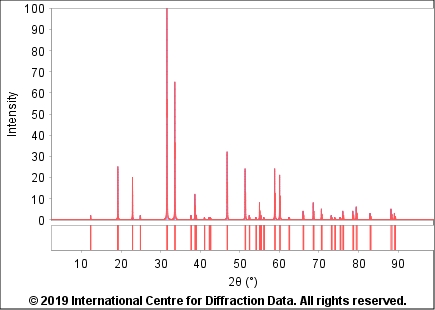 100
90
80
70
60
50
40
30
20
10
0
Intensity
10 20 30 40 50 60 70 80 90
2θ (°)
© 2019 International Centre for Diffraction Data. All rights reserved.